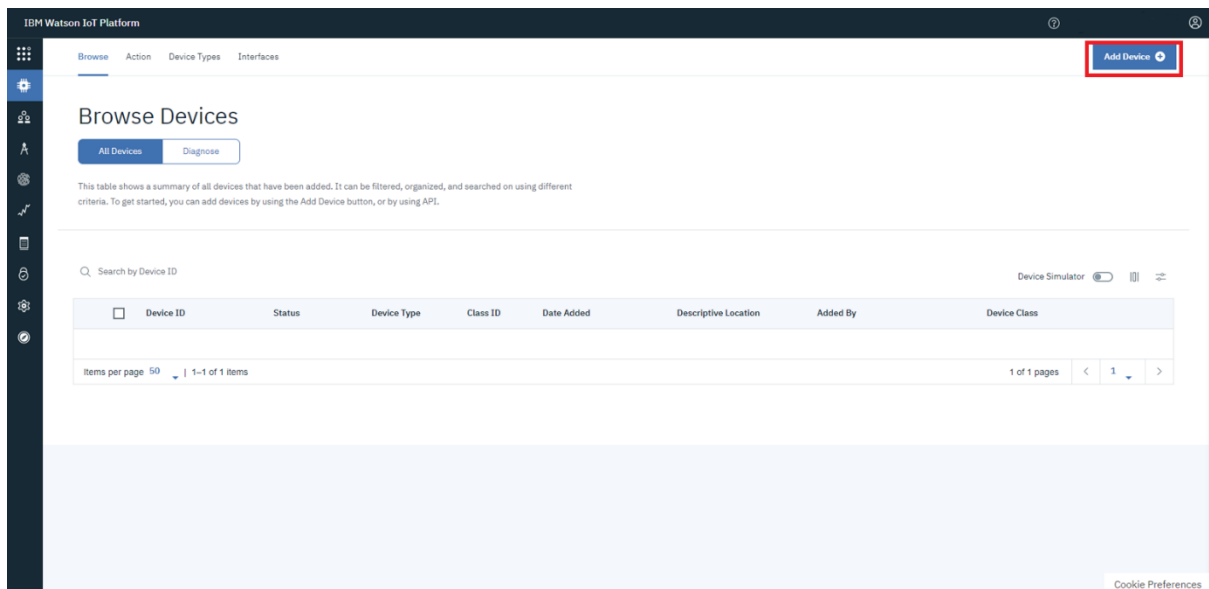 IBM Watson IoT Platform
Browse Action Device Types Interfaces Add Device
Browse Devices
All Devices Diagnose
This table shows a summary of all devices that have been added. It can be filtered, organized, and searched on using different
criteria. To get started, you can add devices by using the Add Device button, or by using API.
Search by Device ID
Device Simulator
Device ID Status Device Type Class ID Date Added Descriptive Location Added By Device Class
Items per page 50 | 1–1 of 1 items 1 of 1 pages < 1 >
Cookie Preferences